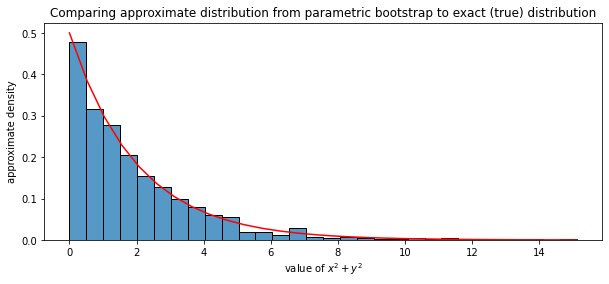 Comparing approximate distribution from parametric bootstrap to exact (true) distribution
approximate density
0.5
0.4
0.3
0.2
0.1
0.0
0 2 4 6 8 10 12 14
value of x² + y²